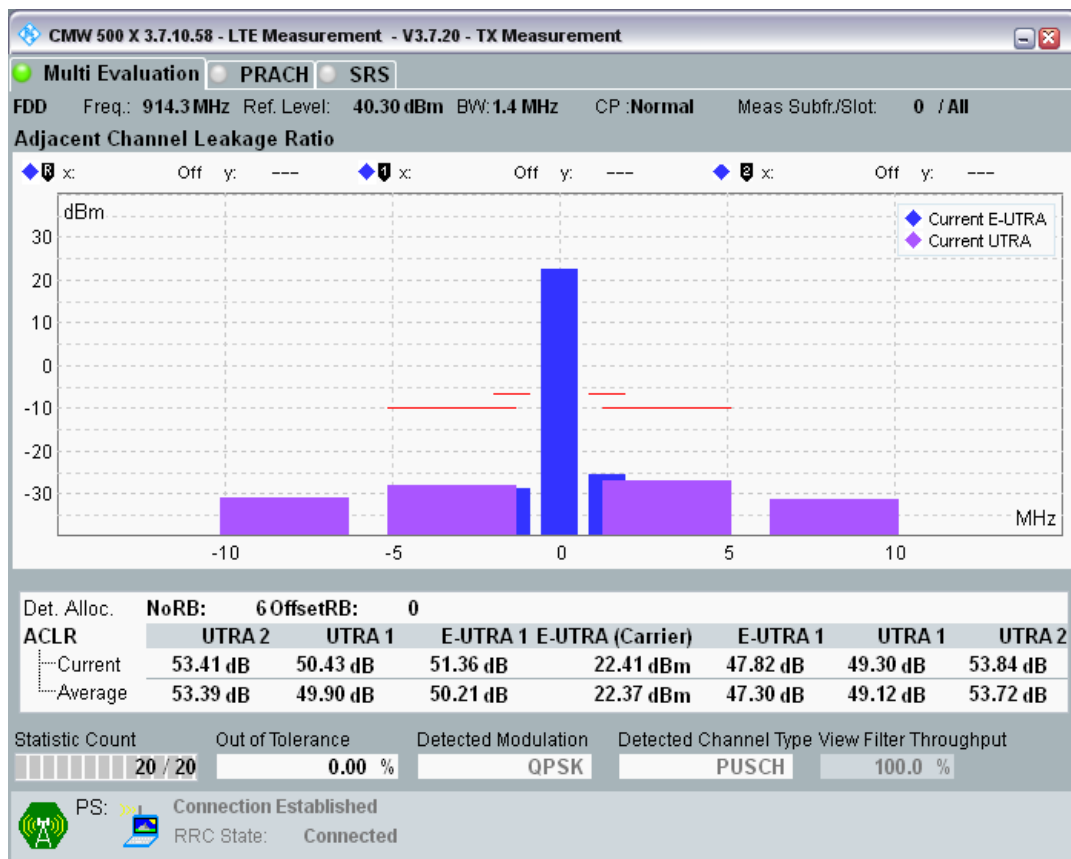 CMW 500 X 3.7.10.58 - LTE Measurement - V3.7.20 - TX Measurement
Multi Evaluation PRACH SRS
FDD Freq.: 914.3 MHz Ref. Level: 40.30 dBm BW: 1.4 MHz CP :Normal Meas Subfr./Slot: 0 / All
Adjacent Channel Leakage Ratio
R x: Off y: --- 1 x: Off y: --- 2 x: Off y: ---
dBm
Current E-UTRA
Current UTRA
30
20
10
0
-10
-20
-30
MHz
-10 -5 0 5 10
Det. Alloc. NoRB: 6 OffsetRB: 0
ACLR UTRA 2 UTRA 1 E-UTRA 1 E-UTRA (Carrier) E-UTRA 1 UTRA 1 UTRA 2
Current 53.41 dB 50.43 dB 51.36 dB 22.41 dBm 47.82 dB 49.30 dB 53.84 dB
Average 53.39 dB 49.90 dB 50.21 dB 22.37 dBm 47.30 dB 49.12 dB 53.72 dB
Statistic Count Out of Tolerance Detected Modulation Detected Channel Type View Filter Throughput
20 / 20 0.00 % QPSK PUSCH 100.0 %
PS: Connection Established
RRC State: Connected